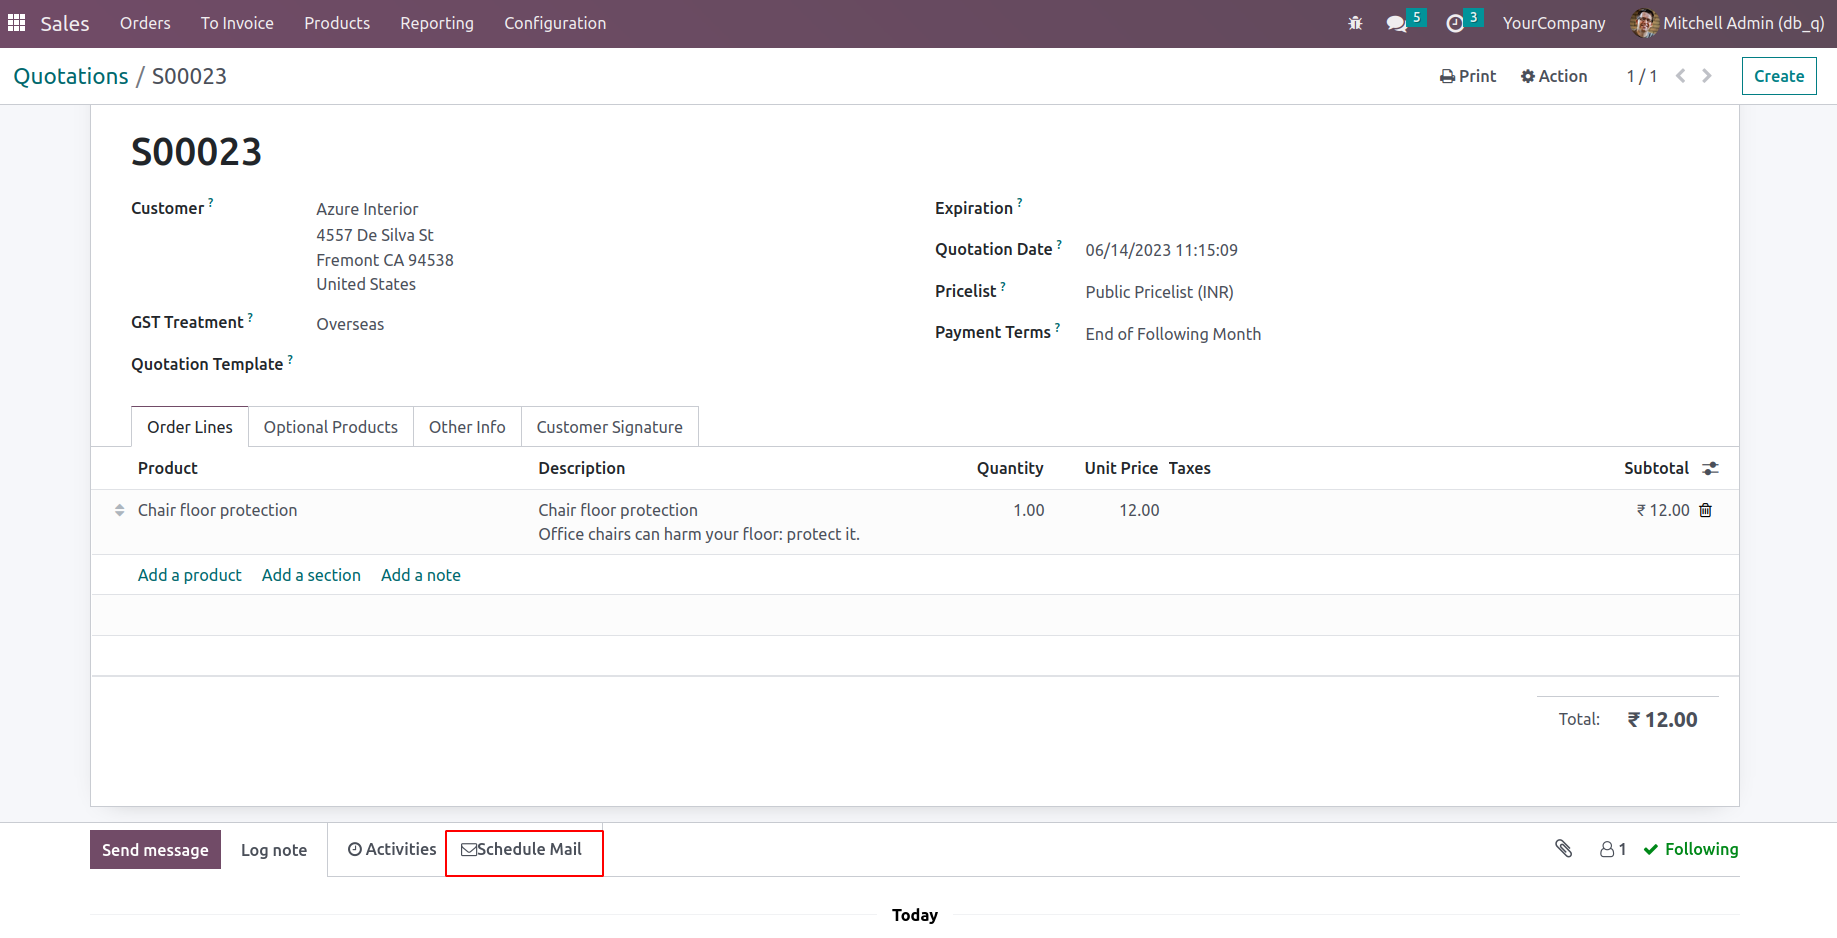 Sales Orders To Invoice Products Reporting Configuration 5 3 YourCompany Mitchell Admin (db_q)
Quotations / S00023 Print Action 1 / 1 Create
S00023
Customer ? Azure Interior
4557 De Silva St
Fremont CA 94538
United States
GST Treatment ? Overseas
Quotation Template ?
Expiration ?
Quotation Date ? 06/14/2023 11:15:09
Pricelist ? Public Pricelist (INR)
Payment Terms ? End of Following Month
Order Lines Optional Products Other Info Customer Signature
Product Description Quantity Unit Price Taxes Subtotal
Chair floor protection Chair floor protection 1.00 12.00 ₹ 12.00
Office chairs can harm your floor: protect it.
Add a product Add a section Add a note
Total: ₹ 12.00
Send message Log note Activities Schedule Mail 1 Following
Today